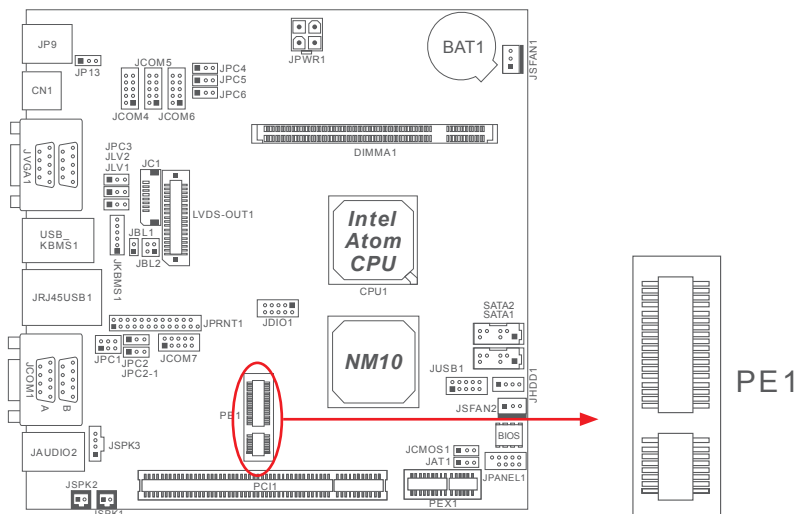 JP9
JP13
JCOM5
JPC4
JPC5
JPC6
JPWR1
BAT1
JSFAN1
CN1
JCOM4
JCOM6
DIMMA1
JVGA1
JPC3
JLV2
JLV1
JC1
LVDS-OUT1
Intel
Atom
CPU
CPU1
USB_
KBMS1
JKBMS1
JBL1
JBL2
JRJ45USB1
JPRNT1
JDIO1
SATA2
SATA1
NM10
JPC1
JPC2
JPC2-1
JCOM7
JUSB1
JHDD1
JCOM1
A
B
PE1
JSFAN2
BIOS
JAUDIO2
JSPK3
JCMOS1
JAT1
JPANEL1
PCI1
PEX1
JSPK2
JSPK1
PE1